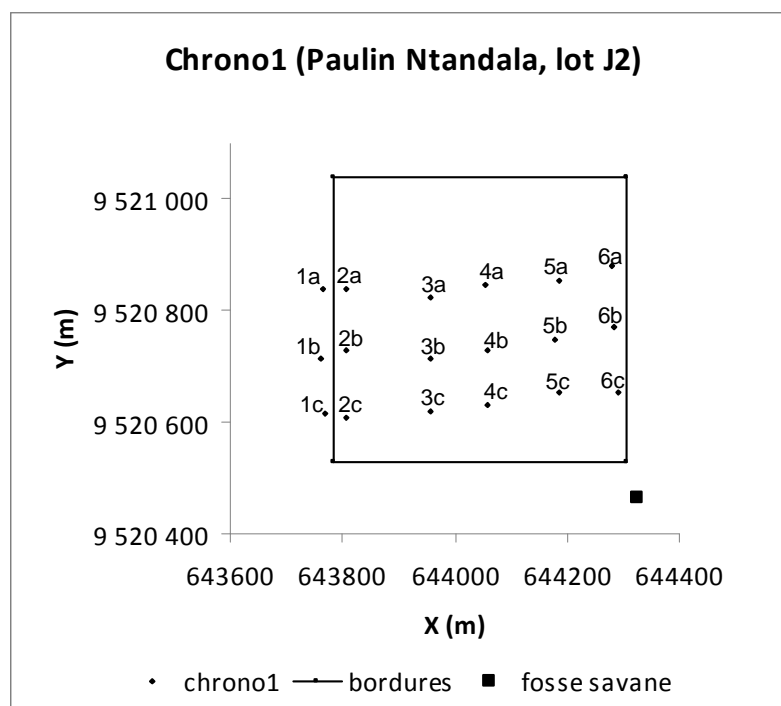 Chrono1 (Paulin Ntandala, lot J2)
9 521 000
6a
1a 2a 3a 4a 5a
9 520 800
6b
1b 2b 3b 4b 5b
Y (m)
1c 2c 3c 4c 5c 6c
9 520 600
9 520 400
643600 643800 644000 644200 644400
X (m)
chrono1 bordures fosse savane